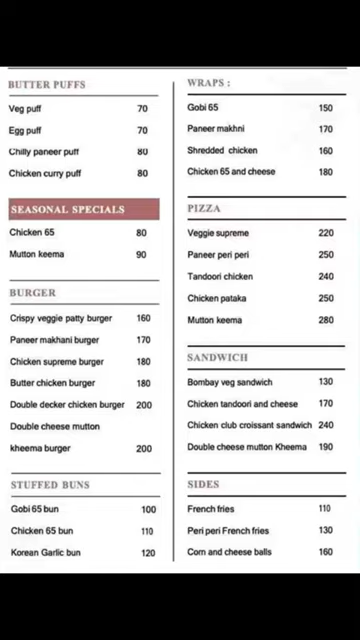 BUTTER PUFFS
Veg puff 70
Egg puff 70
Chilly paneer puff 80
Chicken curry puff 80
SEASONAL SPECIALS
Chicken 65 80
Mutton keema 90
BURGER
Crispy veggie patty burger 160
Paneer makhani burger 170
Chicken supreme burger 180
Butter chicken burger 180
Double decker chicken burger 200
Double cheese mutton
kheema burger 200
STUFFED BUNS
Gobi 65 bun 100
Chicken 65 bun 110
Korean Garlic bun 120
WRAPS :
Gobi 65 150
Paneer makhni 170
Shredded chicken 160
Chicken 65 and cheese 180
PIZZA
Veggie supreme 220
Paneer peri peri 250
Tandoori chicken 240
Chicken pataka 250
Mutton keema 280
SANDWICH
Bombay veg sandwich 130
Chicken tandoori and cheese 170
Chicken club croissant sandwich 240
Double cheese mutton Kheema 190
SIDES
French fries 110
Peri peri French fries 130
Corn and cheese balls 160